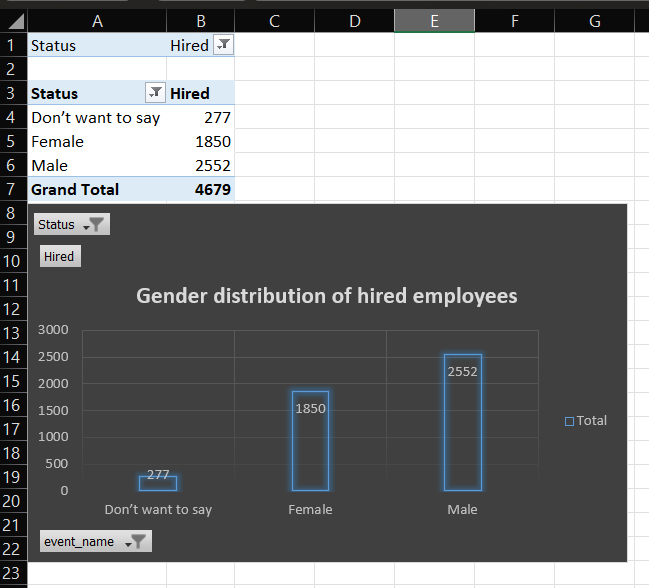 A B C D E F G
1 Status Hired
2
3 Status Hired
4 Don’t want to say 277
5 Female 1850
6 Male 2552
7 Grand Total 4679
8
Status
9
10 Hired
11
Gender distribution of hired employees
12
13 3000
14 2500
15 2000
2552
16 1500
1850
17 1000
Total
18 500
19 0
277
20 Don’t want to say Female Male
21
22 event_name
23